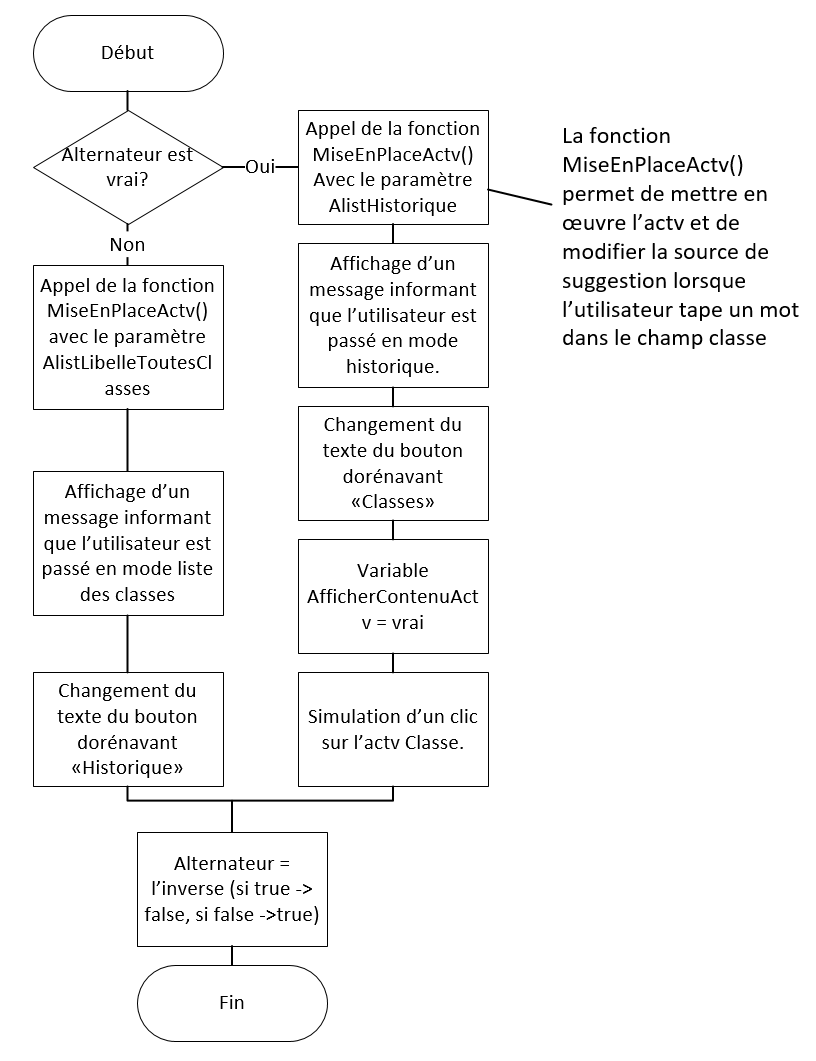 Début
Alternateur est
vrai?
Oui
Non
Appel de la fonction
MiseEnPlaceActv()
Avec le paramètre
AlistHistorique
La fonction
MiseEnPlaceActv()
permet de mettre en
œuvre l’actv et de
modifier la source de
suggestion lorsque
l’utilisateur tape un mot
dans le champ classe
Appel de la fonction
MiseEnPlaceActv()
avec le paramètre
AlistLibelleToutesCl
asses
Affichage d’un
message informant
que l’utilisateur est
passé en mode
historique.
Changement du
texte du bouton
dorénavant
«Classes»
Affichage d’un
message informant
que l’utilisateur est
passé en mode liste
des classes
Variable
AfficherContenuAct
v = vrai
Changement du
texte du bouton
dorénavant
«Historique»
Simulation d’un clic
sur l’actv Classe.
Alternateur =
l’inverse (si true ->
false, si false ->true)
Fin